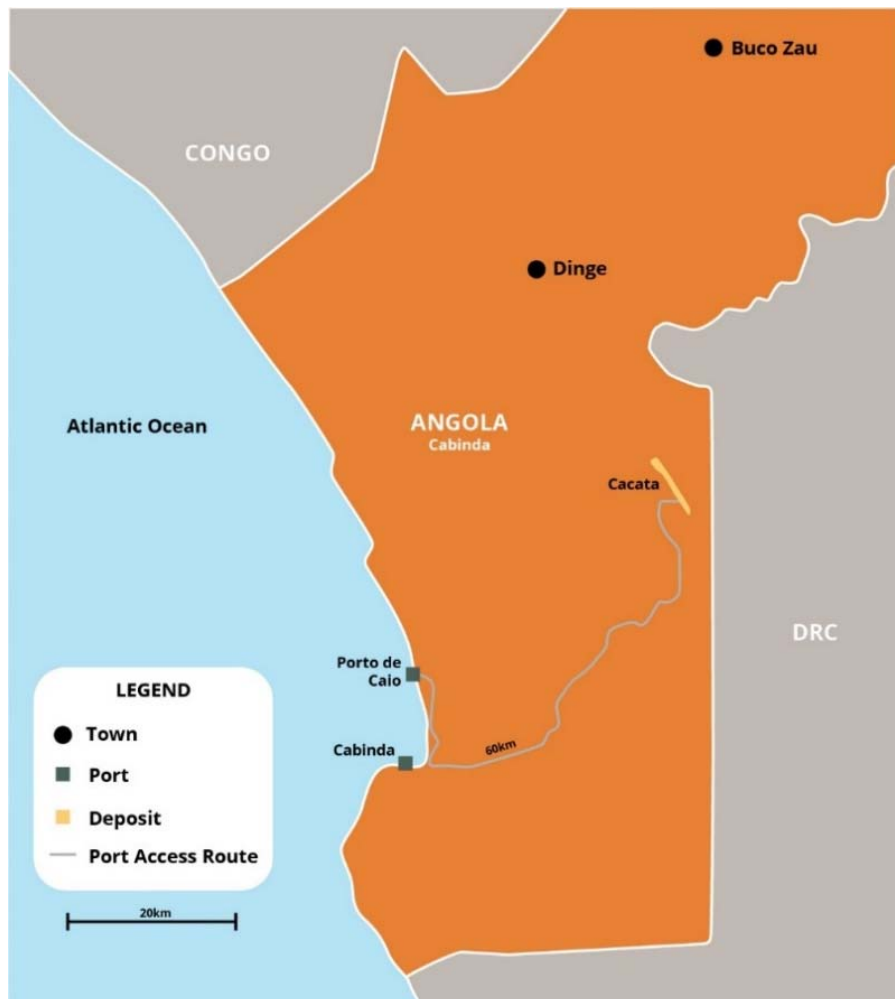 Buco Zau
CONGO
Dinge
Atlantic Ocean
ANGOLA
Cabinda
Cacata
DRC
Porto de
Caio
Cabinda
60km
LEGEND
Town
Port
Deposit
Port Access Route
20km